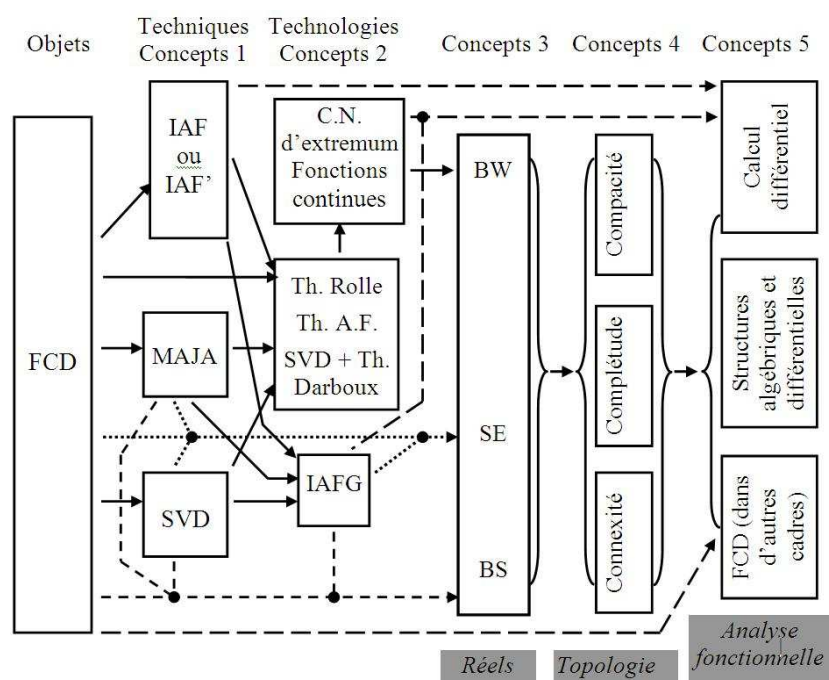 Objets
Techniques
Concepts 1
Technologies
Concepts 2
Concepts 3
Concepts 4
Concepts 5
FCD
IAF
ou
IAF’
MAJA
SVD
C.N.
d’extremum
Fonctions
continues
Th. Rolle
Th. A.F.
SVD + Th.
Darboux
IAFG
BW
SE
BS
Compacité
Complétude
Connexité
Calcul
différentiel
Structures
algébriques et
différentielles
FCD (dans
d’autres
cadres)
Réels
Topologie
Analyse
fonctionnelle